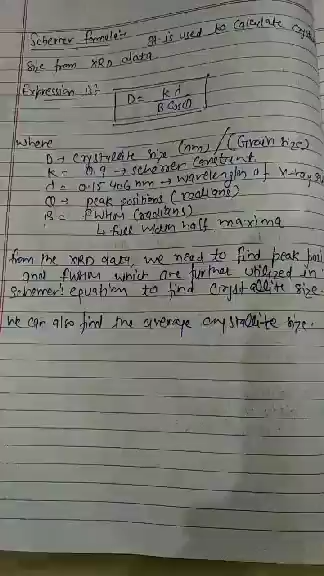 Scherrer formula:- It is used to calculate
size from XRD data
Expression is:-
D = kλ / B Cosθ
where
D → crystallite size (nm) / (Grain size)
K = 0.9 → scherrer constant
λ = 0.15406 nm → wavelength of x-ray
θ → peak positions (radians)
B = FWHM (radians)
↳ full width half maxima
from the XRD data, we need to find peak
and FWHM which are further utilized in
Scherrer's equation to find crystallite size.
We can also find the average crystallite size.